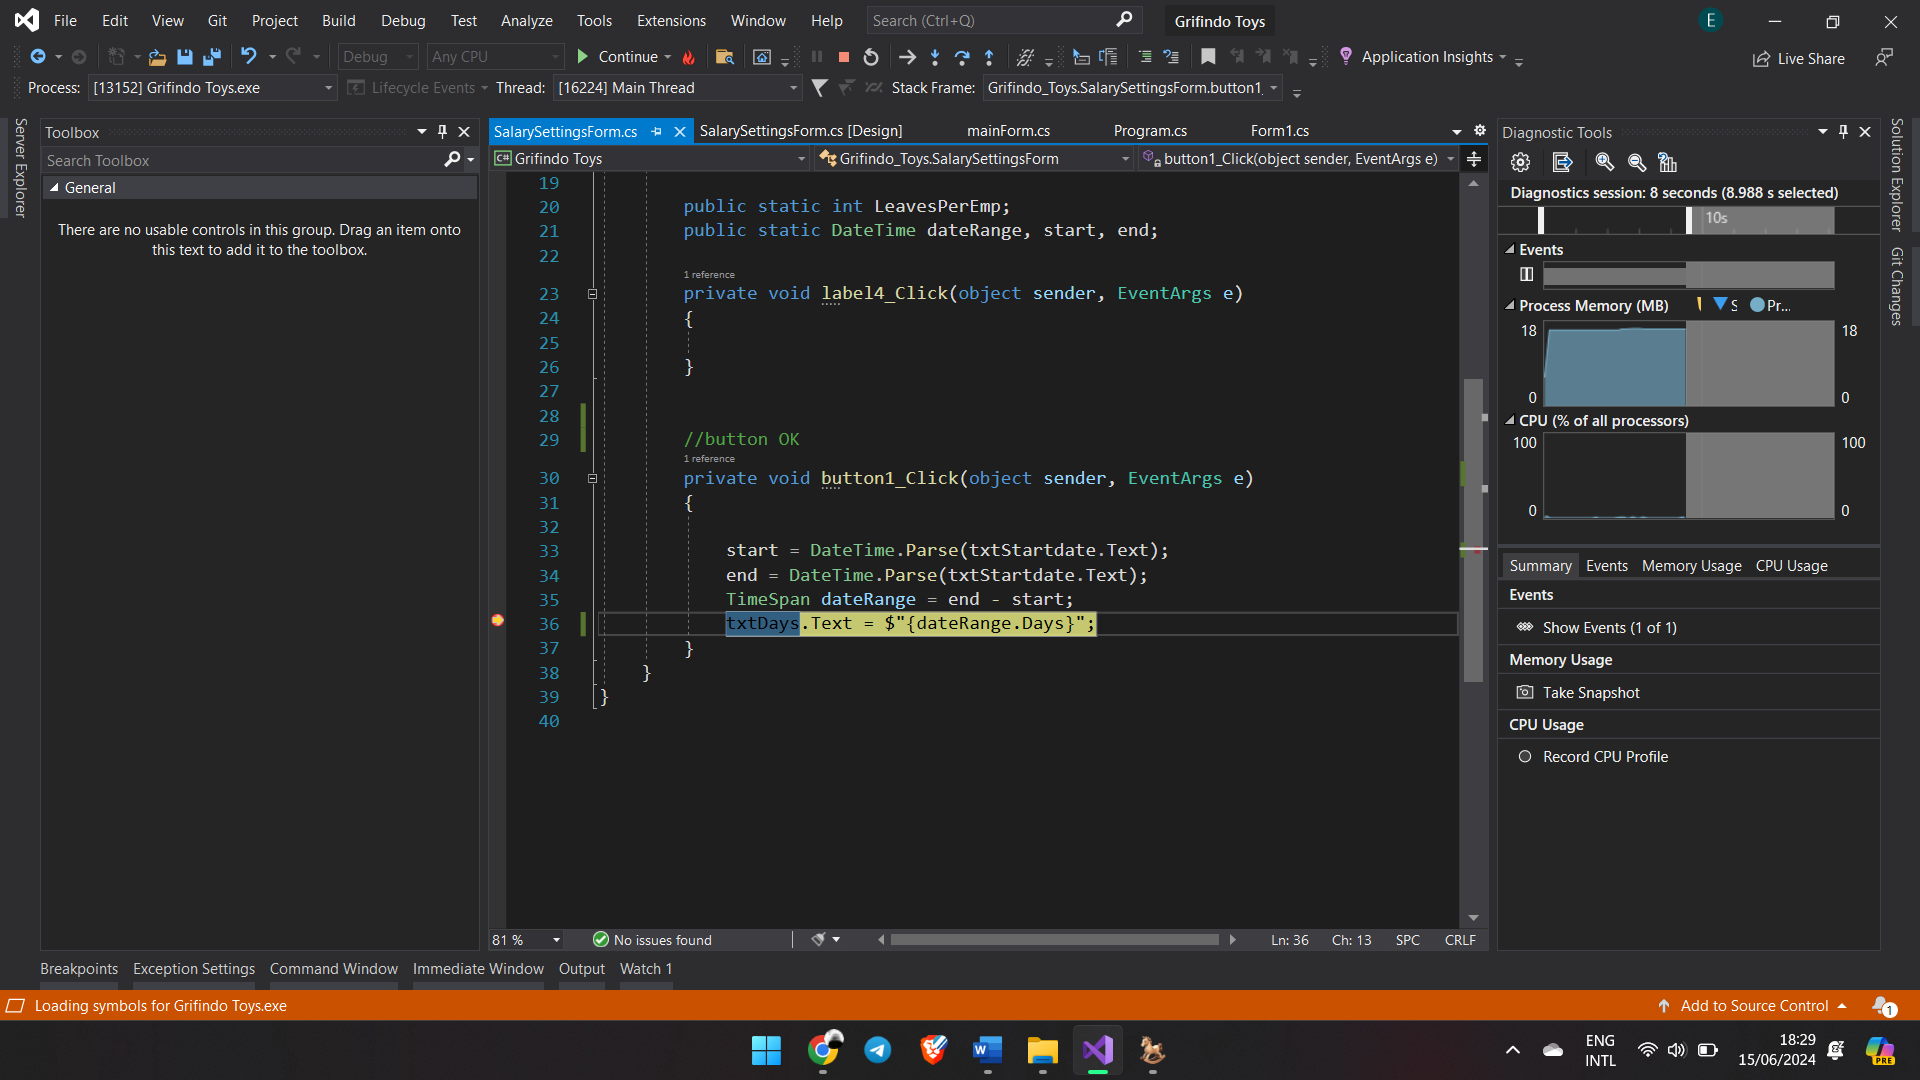 File Edit View Git Project Build Debug Test Analyze Tools Extensions Window Help Search (Ctrl+Q) Grifindo Toys E
Debug Any CPU Continue Application Insights Live Share
Process: [13152] Grifindo Toys.exe Lifecycle Events Thread: [16224] Main Thread Stack Frame: Grifindo_Toys.SalarySettingsForm.button1_
Server Explorer
Toolbox
Search Toolbox
General
There are no usable controls in this group. Drag an item onto
this text to add it to the toolbox.
SalarySettingsForm.cs SalarySettingsForm.cs [Design] mainForm.cs Program.cs Form1.cs
C# Grifindo Toys Grifindo_Toys.SalarySettingsForm button1_Click(object sender, EventArgs e)
19
20 public static int LeavesPerEmp;
21 public static DateTime dateRange, start, end;
22
1 reference
23 private void label4_Click(object sender, EventArgs e)
24 {
25
26 }
27
28
29 //button OK
1 reference
30 private void button1_Click(object sender, EventArgs e)
31 {
32
33 start = DateTime.Parse(txtStartdate.Text);
34 end = DateTime.Parse(txtStartdate.Text);
35 TimeSpan dateRange = end - start;
36 txtDays.Text = $"{dateRange.Days}";
37 }
38 }
39 }
40
81 % No issues found Ln: 36 Ch: 13 SPC CRLF
Diagnostic Tools
Diagnostics session: 8 seconds (8.988 s selected)
10s
Events
Process Memory (MB) S Pr...
18 18
0 0
CPU (% of all processors)
100 100
0 0
Summary Events Memory Usage CPU Usage
Events
Show Events (1 of 1)
Memory Usage
Take Snapshot
CPU Usage
Record CPU Profile
Solution Explorer
Git Changes
Breakpoints Exception Settings Command Window Immediate Window Output Watch 1
Loading symbols for Grifindo Toys.exe Add to Source Control 1
W
ENG
INTL
18:29
15/06/2024
PRE